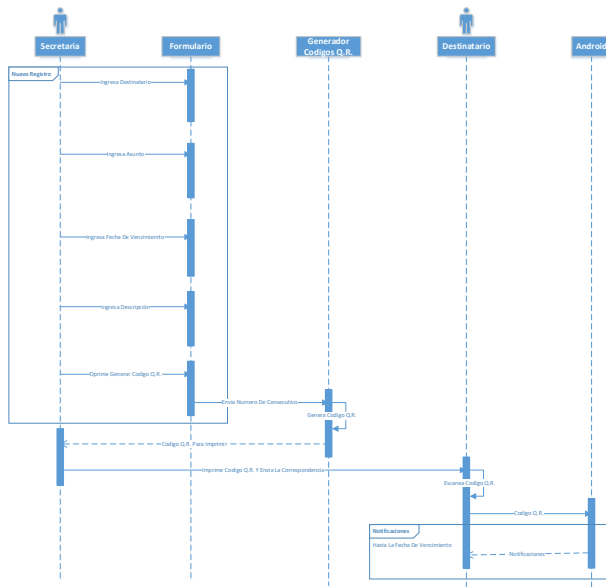 Secretaria
Formulario
Generador
Codigos Q.R.
Destinatario
Android
Nuevo Registro
Ingresa Destinatario
Ingresa Asunto
Ingresa Fecha De Vencimiento
Ingresa Descripción
Oprime Generar Codigo Q.R.
Envia Numero De Consecutivo
Genera Codigo Q.R.
Codigo Q.R. Para Imprimir
Imprime Codigo Q.R. Y Envia La Correspondencia
Escanea Codigo Q.R.
Codigo Q.R.
Notificaciones
Hasta La Fecha De Vencimiento
Notificaciones